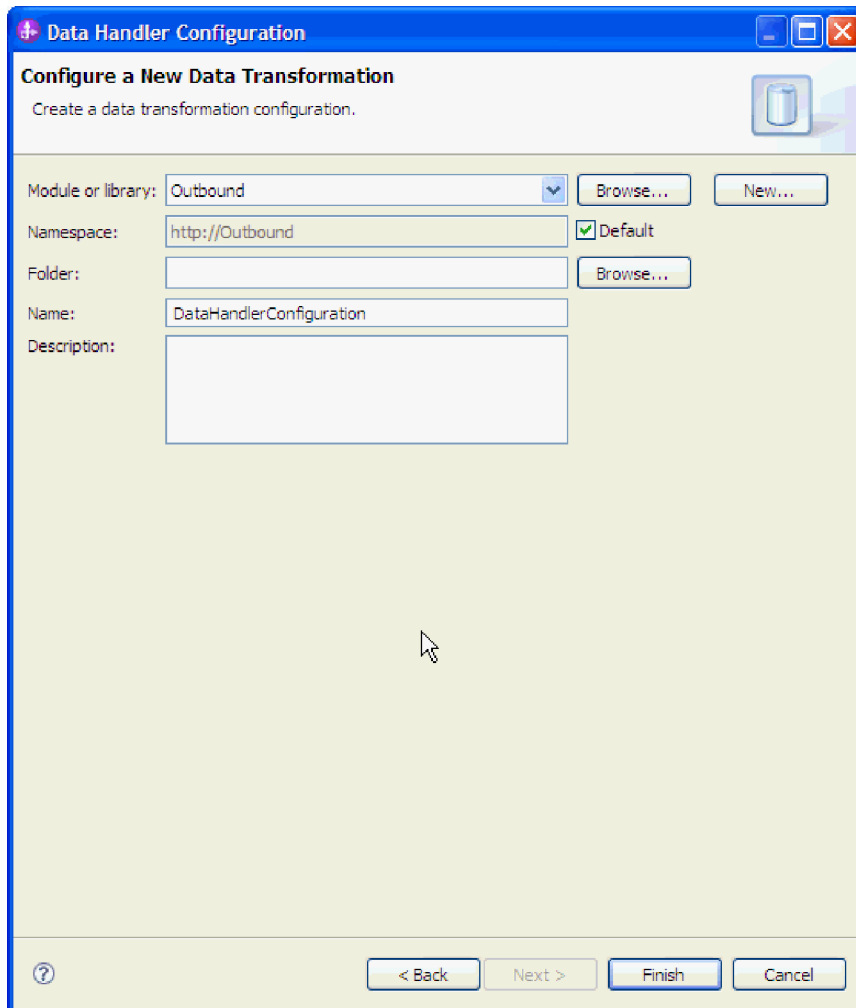 Data Handler Configuration
Configure a New Data Transformation
Create a data transformation configuration.
Module or library: Outbound Browse... New...
Namespace: http://Outbound Default
Folder: Browse...
Name: DataHandlerConfiguration
Description:
? < Back Next > Finish Cancel